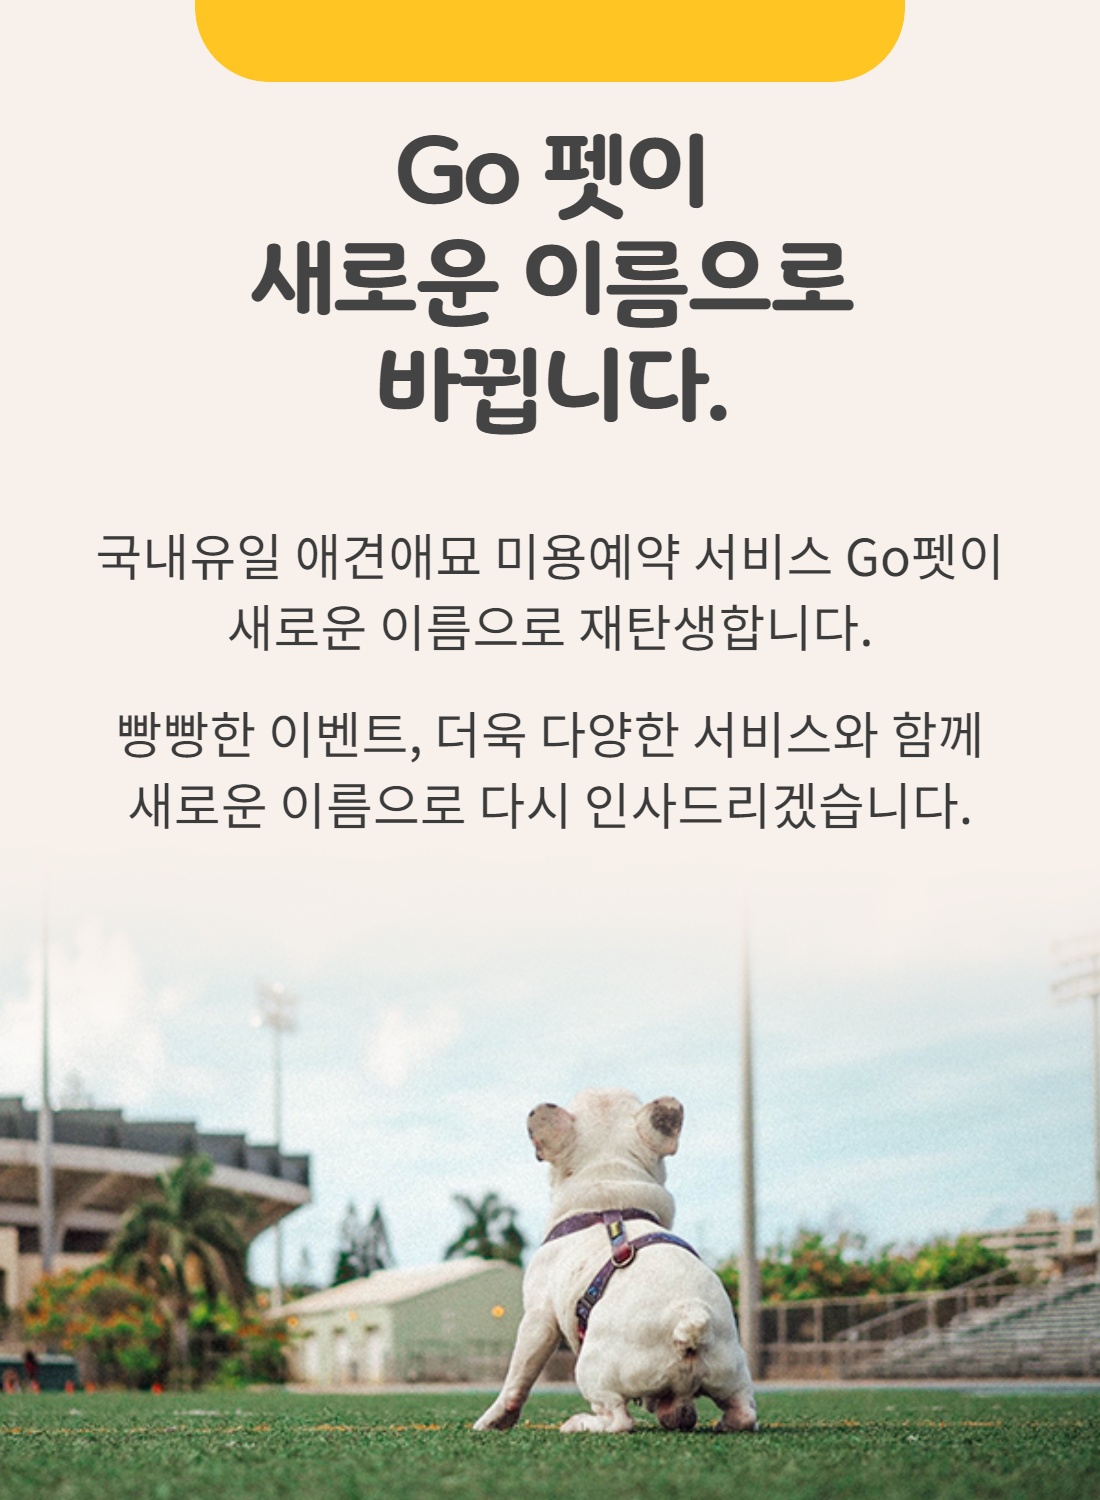 Go 펫이
새로운 이름으로
바뀝니다.
국내유일 애견애묘 미용예약 서비스 Go펫이
새로운 이름으로 재탄생합니다.
빵빵한 이벤트, 더욱 다양한 서비스와 함께
새로운 이름으로 다시 인사드리겠습니다.